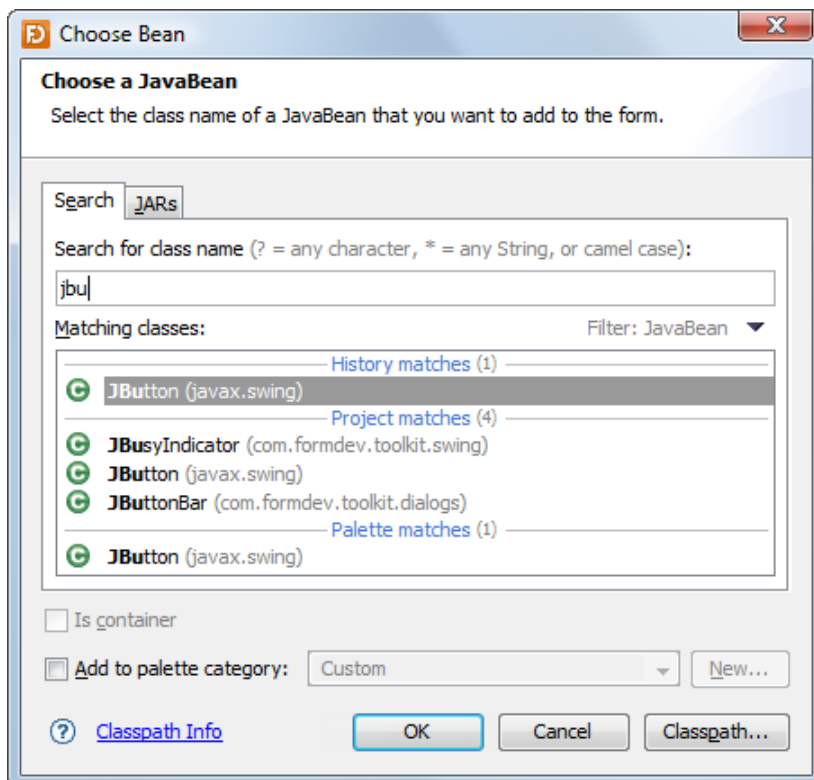 Choose Bean
Choose a JavaBean
Select the class name of a JavaBean that you want to add to the form.
Search JARs
Search for class name (? = any character, * = any String, or camel case):
jbu
Matching classes: Filter: JavaBean
History matches (1)
JButton (javax.swing)
Project matches (4)
JBusyIndicator (com.formdev.toolkit.swing)
JButton (javax.swing)
JButtonBar (com.formdev.toolkit.dialogs)
Palette matches (1)
JButton (javax.swing)
Is container
Add to palette category: Custom New...
Classpath Info OK Cancel Classpath...